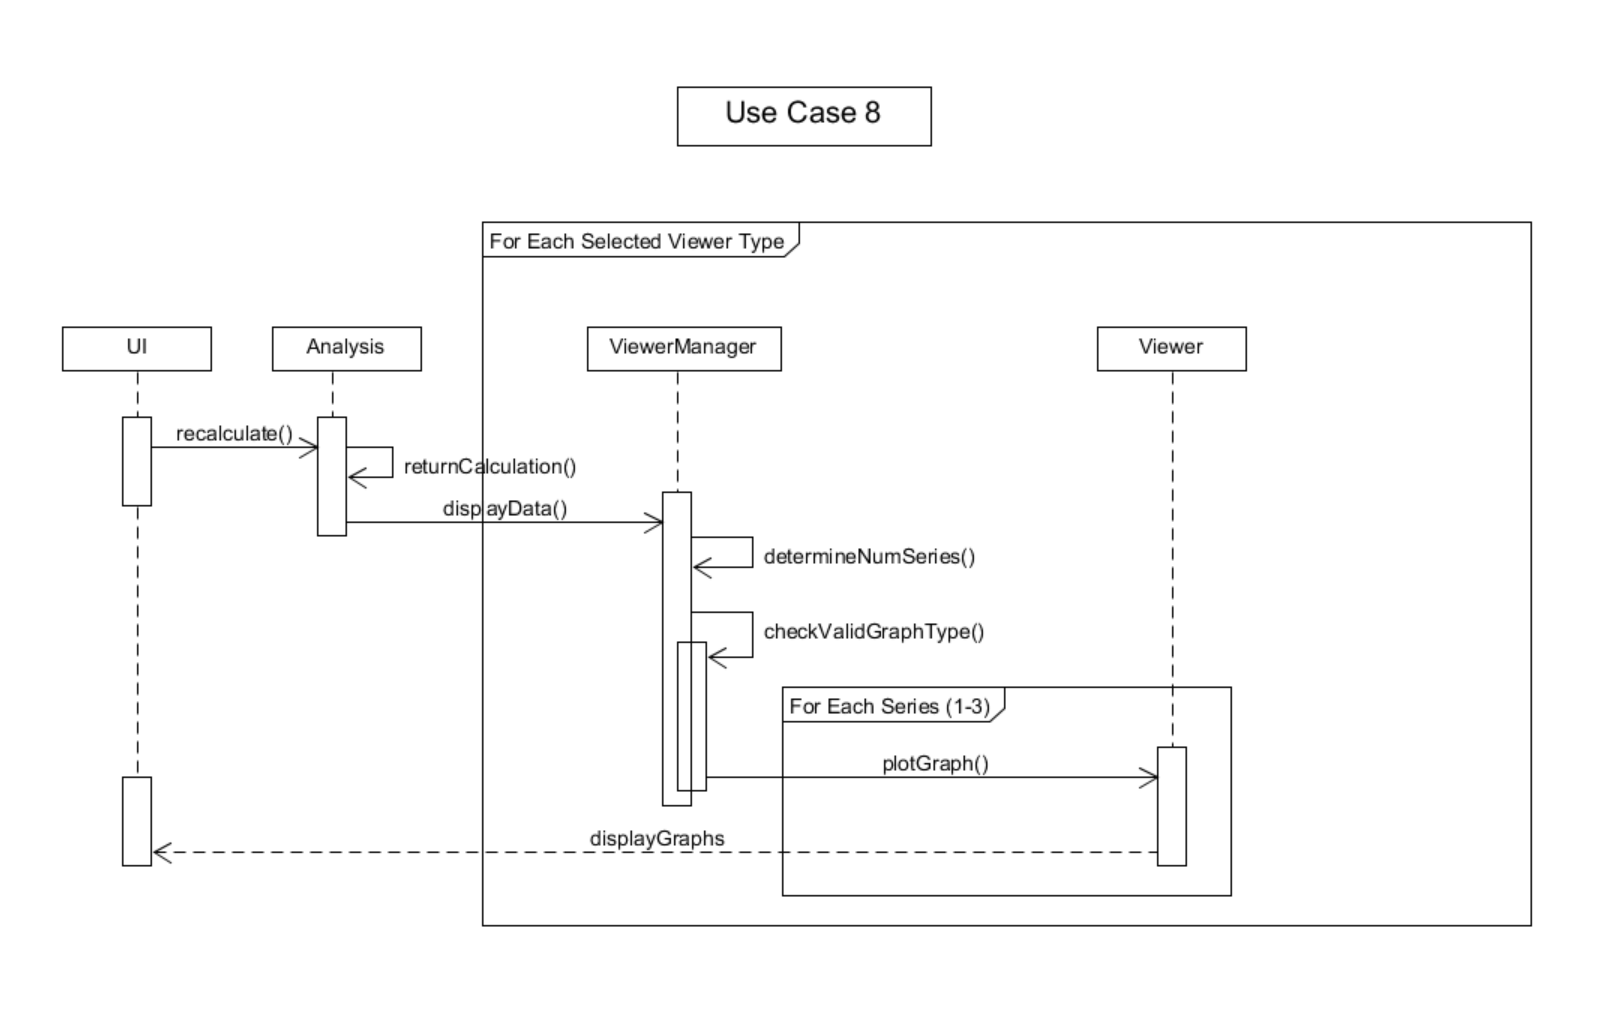 Use Case 8
For Each Selected Viewer Type
UI
Analysis
ViewerManager
Viewer
recalculate()
returnCalculation()
displayData()
determineNumSeries()
checkValidGraphType()
For Each Series (1-3)
plotGraph()
displayGraphs